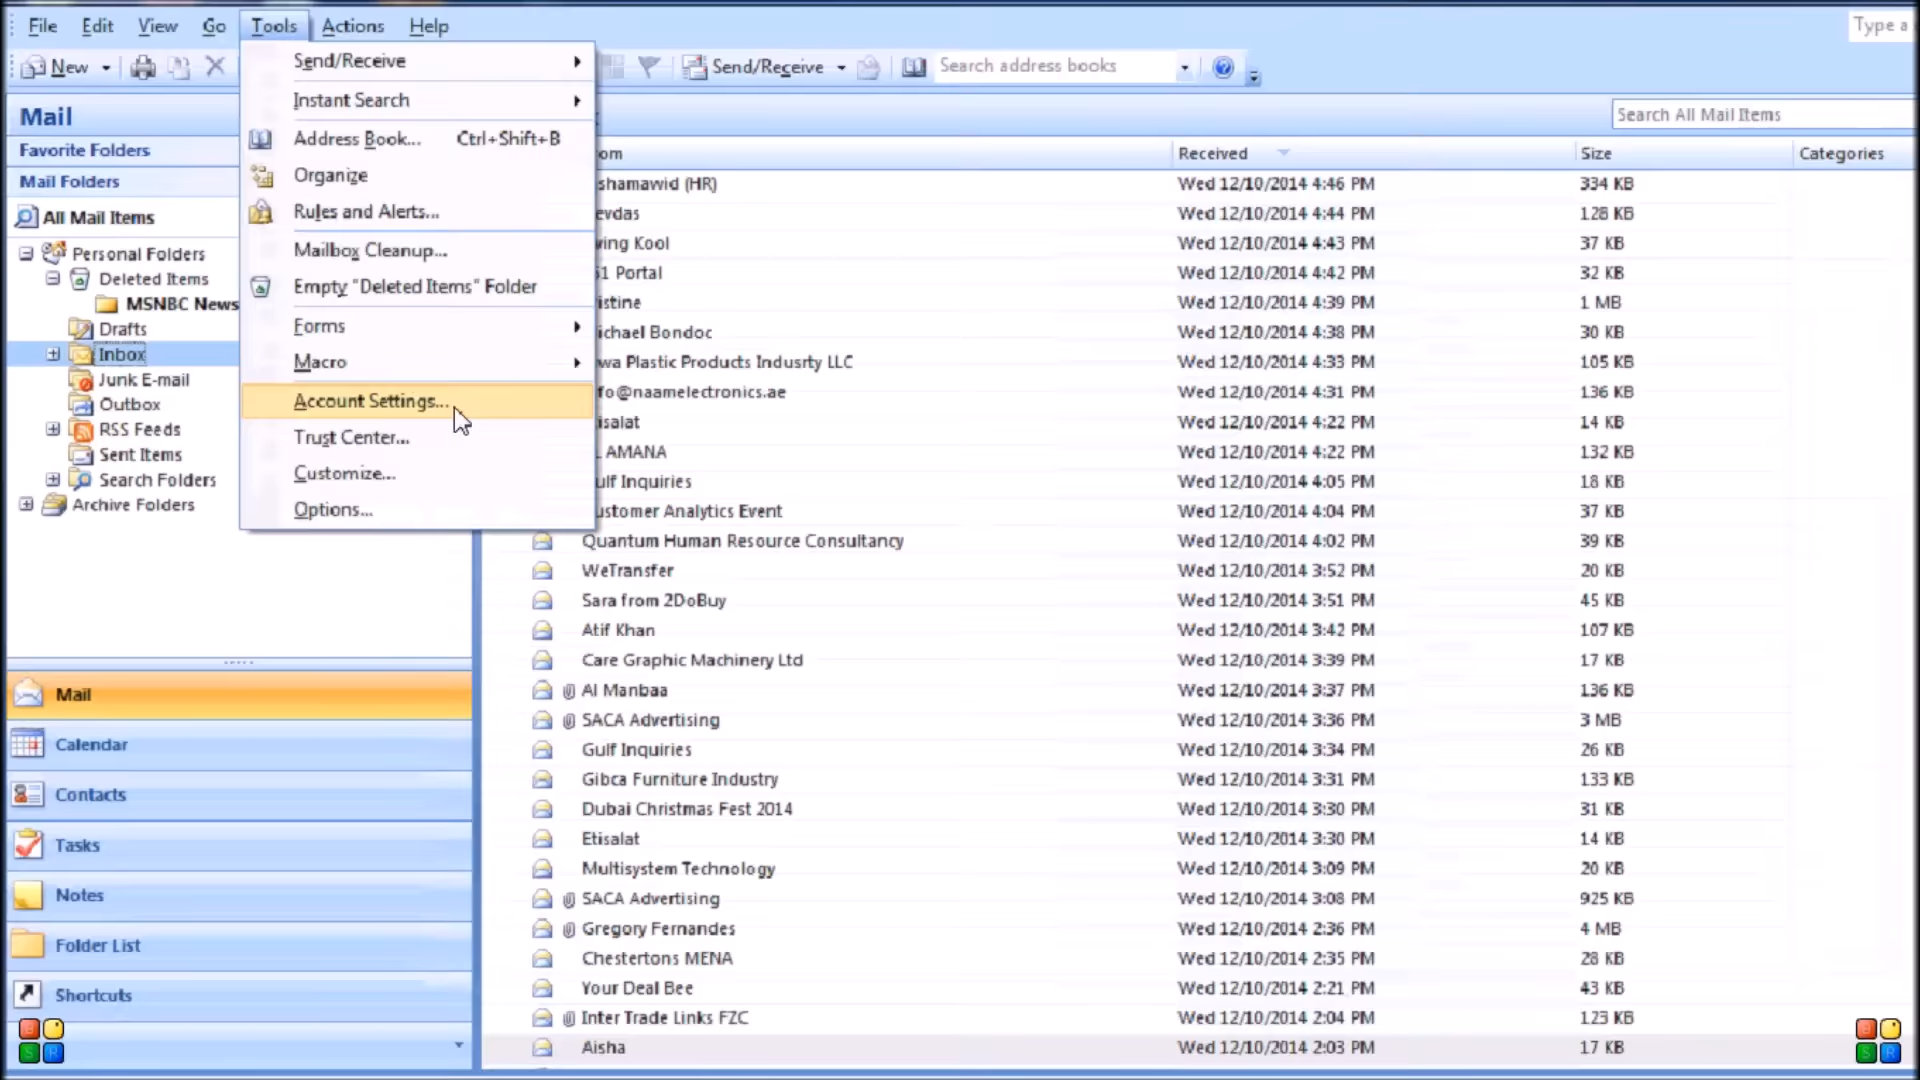 File Edit View Go Tools Actions Help Type a
New Send/Receive Search address books
Send/Receive
Instant Search
Address Book... Ctrl+Shift+B
Organize
Rules and Alerts...
Mailbox Cleanup...
Empty "Deleted Items" Folder
Forms
Macro
Account Settings...
Trust Center...
Customize...
Options...
Mail
Favorite Folders
Mail Folders
All Mail Items
Personal Folders
Deleted Items
MSNBC News
Drafts
Inbox
Junk E-mail
Outbox
RSS Feeds
Sent Items
Search Folders
Archive Folders
Mail
Calendar
Contacts
Tasks
Notes
Folder List
Shortcuts
Search All Mail Items
om Received Size Categories
shamawid (HR) Wed 12/10/2014 4:46 PM 334 KB
evdas Wed 12/10/2014 4:44 PM 128 KB
ving Kool Wed 12/10/2014 4:43 PM 37 KB
51 Portal Wed 12/10/2014 4:42 PM 32 KB
istine Wed 12/10/2014 4:39 PM 1 MB
ichael Bondoc Wed 12/10/2014 4:38 PM 30 KB
wa Plastic Products Indusrty LLC Wed 12/10/2014 4:33 PM 105 KB
fo@naamelectronics.ae Wed 12/10/2014 4:31 PM 136 KB
isalat Wed 12/10/2014 4:22 PM 14 KB
AMANA Wed 12/10/2014 4:22 PM 132 KB
ulf Inquiries Wed 12/10/2014 4:05 PM 18 KB
ustomer Analytics Event Wed 12/10/2014 4:04 PM 37 KB
Quantum Human Resource Consultancy Wed 12/10/2014 4:02 PM 39 KB
WeTransfer Wed 12/10/2014 3:52 PM 20 KB
Sara from 2DoBuy Wed 12/10/2014 3:51 PM 45 KB
Atif Khan Wed 12/10/2014 3:42 PM 107 KB
Care Graphic Machinery Ltd Wed 12/10/2014 3:39 PM 17 KB
Al Manbaa Wed 12/10/2014 3:37 PM 136 KB
SACA Advertising Wed 12/10/2014 3:36 PM 3 MB
Gulf Inquiries Wed 12/10/2014 3:34 PM 26 KB
Gibca Furniture Industry Wed 12/10/2014 3:31 PM 133 KB
Dubai Christmas Fest 2014 Wed 12/10/2014 3:30 PM 31 KB
Etisalat Wed 12/10/2014 3:30 PM 14 KB
Multisystem Technology Wed 12/10/2014 3:09 PM 20 KB
SACA Advertising Wed 12/10/2014 3:08 PM 925 KB
Gregory Fernandes Wed 12/10/2014 2:36 PM 4 MB
Chestertons MENA Wed 12/10/2014 2:35 PM 28 KB
Your Deal Bee Wed 12/10/2014 2:21 PM 43 KB
Inter Trade Links FZC Wed 12/10/2014 2:04 PM 123 KB
Aisha Wed 12/10/2014 2:03 PM 17 KB